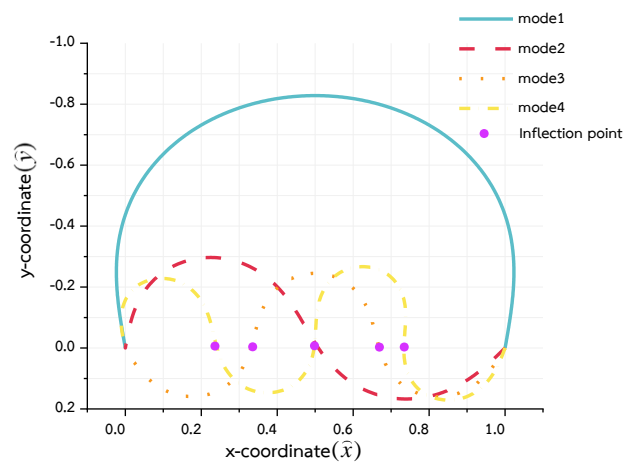 mode1
mode2
mode3
mode4
Inflection point
-1.0
-0.8
-0.6
-0.4
-0.2
0.0
0.2
y-coordinate(ŷ)
0.0 0.2 0.4 0.6 0.8 1.0
x-coordinate(x̂)